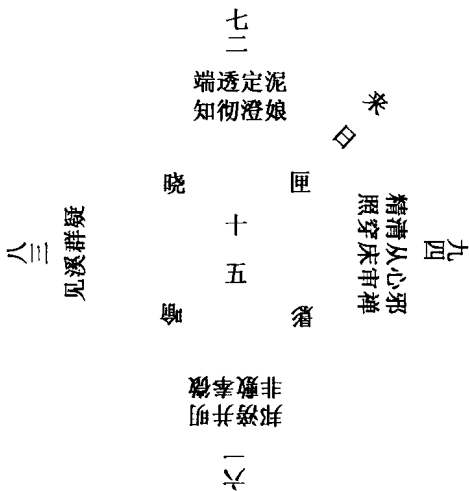 七
二
端透定泥
知彻澄娘
来
日
晓
匣
八
三
见溪群疑
十
五
精清从心邪
照穿床审禅
九
四
喻
影
邦滂并明
非敷奉微
六
一